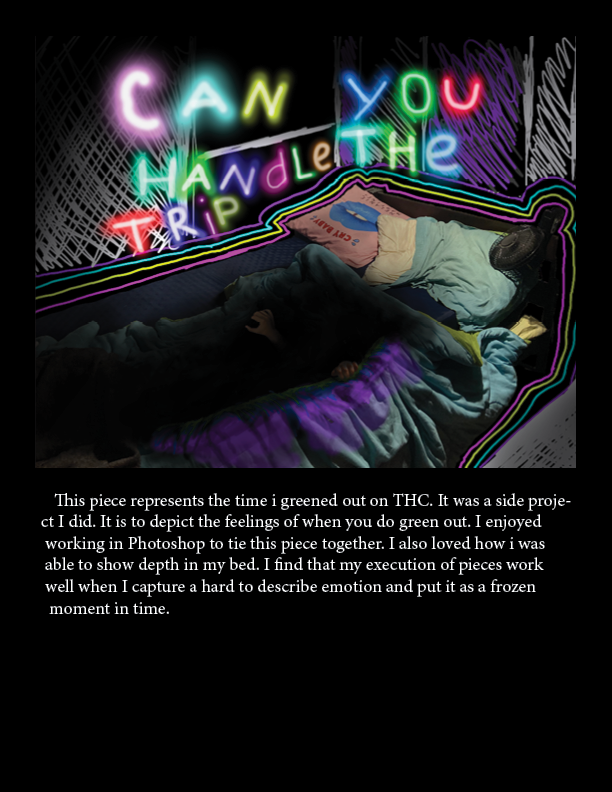 CAN YOU
HANDLe THe
TRiP
CRY BABY
This piece represents the time i greened out on THC. It was a side proje-
ct I did. It is to depict the feelings of when you do green out. I enjoyed
working in Photoshop to tie this piece together. I also loved how i was
able to show depth in my bed. I find that my execution of pieces work
well when I capture a hard to describe emotion and put it as a frozen
moment in time.